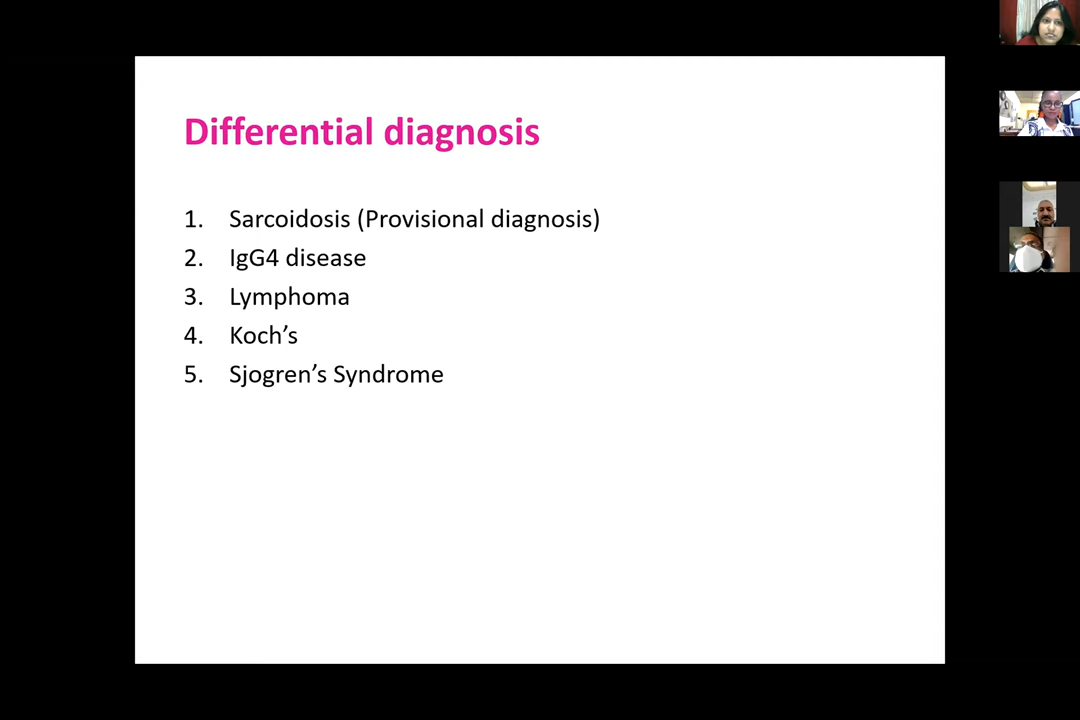 Differential diagnosis
1. Sarcoidosis (Provisional diagnosis)
2. IgG4 disease
3. Lymphoma
4. Koch’s
5. Sjogren’s Syndrome